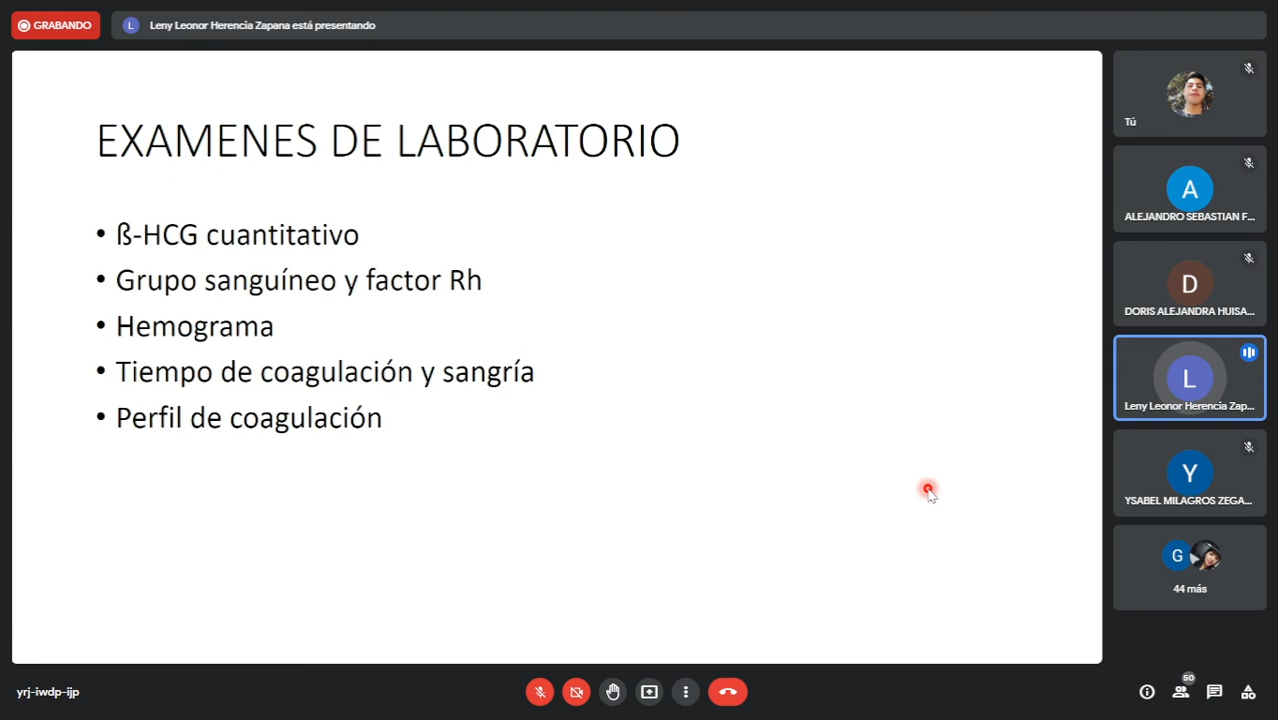 GRABANDO
L
Leny Leonor Herencia Zapana está presentando
EXAMENES DE LABORATORIO
• ß-HCG cuantitativo
• Grupo sanguíneo y factor Rh
• Hemograma
• Tiempo de coagulación y sangría
• Perfil de coagulación
Tú
A
ALEJANDRO SEBASTIAN F...
D
DORIS ALEJANDRA HUISA...
L
Leny Leonor Herencia Zap...
Y
YSABEL MILAGROS ZEGA...
G
44 más
yrj-iwdp-ijp
50